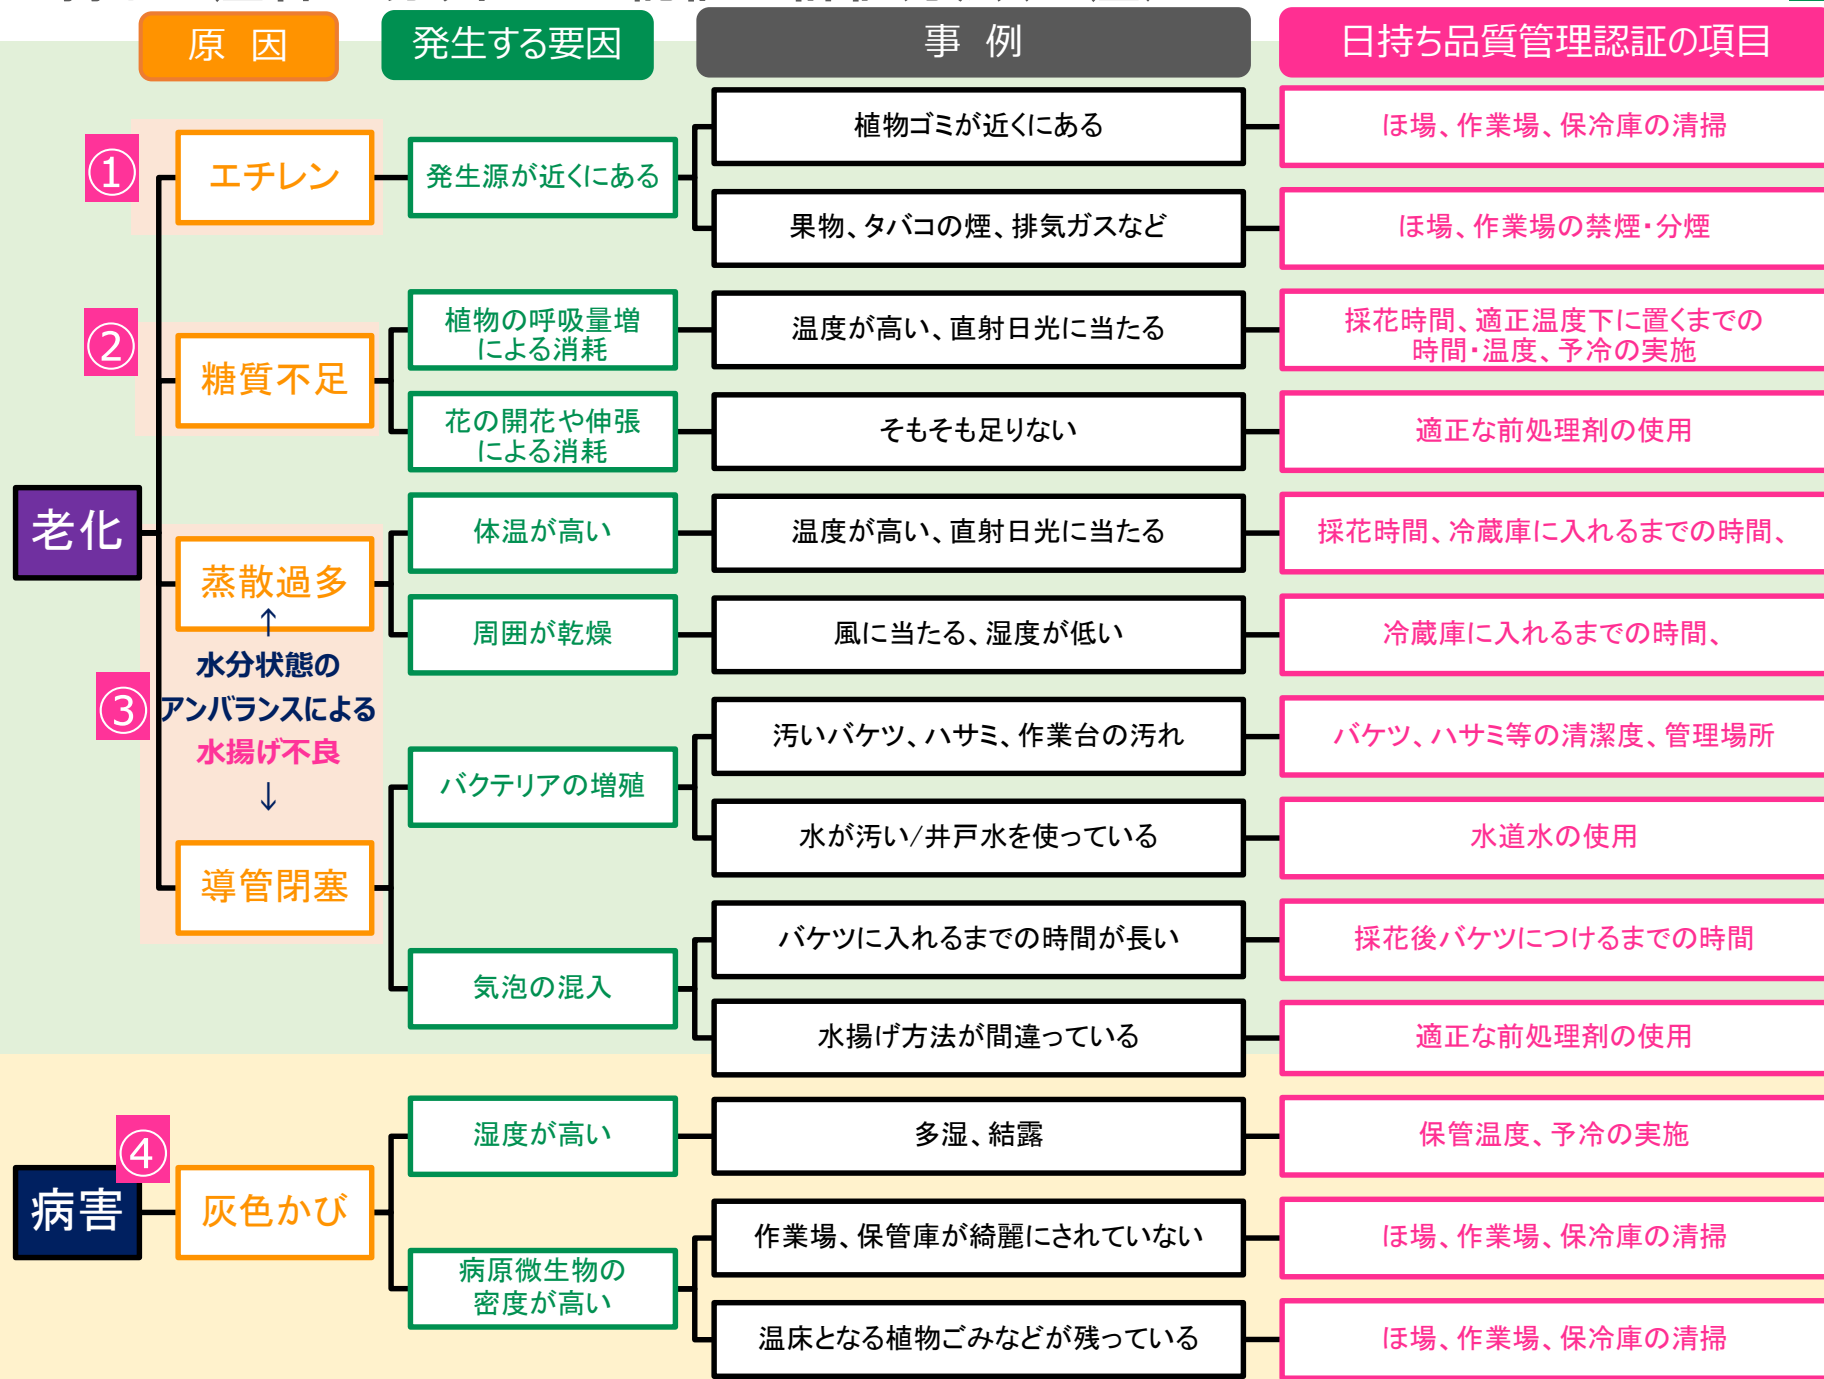 原 因
発生する要因
事 例
日持ち品質管理認証の項目
①
エチレン
発生源が近くにある
植物ゴミが近くにある
ほ場、作業場、保冷庫の清掃
果物、タバコの煙、排気ガスなど
ほ場、作業場の禁煙・分煙
②
糖質不足
植物の呼吸量増
による消耗
温度が高い、直射日光に当たる
採花時間、適正温度下に置くまでの
時間・温度、予冷の実施
花の開花や伸張
による消耗
そもそも足りない
適正な前処理剤の使用
老化
蒸散過多
体温が高い
温度が高い、直射日光に当たる
採花時間、冷蔵庫に入れるまでの時間、
周囲が乾燥
風に当たる、湿度が低い
冷蔵庫に入れるまでの時間、
③
↑
水分状態の
アンバランスによる
水揚げ不良
↓
導管閉塞
バクテリアの増殖
汚いバケツ、ハサミ、作業台の汚れ
バケツ、ハサミ等の清潔度、管理場所
水が汚い/井戸水を使っている
水道水の使用
気泡の混入
バケツに入れるまでの時間が長い
採花後バケツにつけるまでの時間
水揚げ方法が間違っている
適正な前処理剤の使用
④
病害
灰色かび
湿度が高い
多湿、結露
保管温度、予冷の実施
病原微生物の
密度が高い
作業場、保管庫が綺麗にされていない
ほ場、作業場、保冷庫の清掃
温床となる植物ごみなどが残っている
ほ場、作業場、保冷庫の清掃